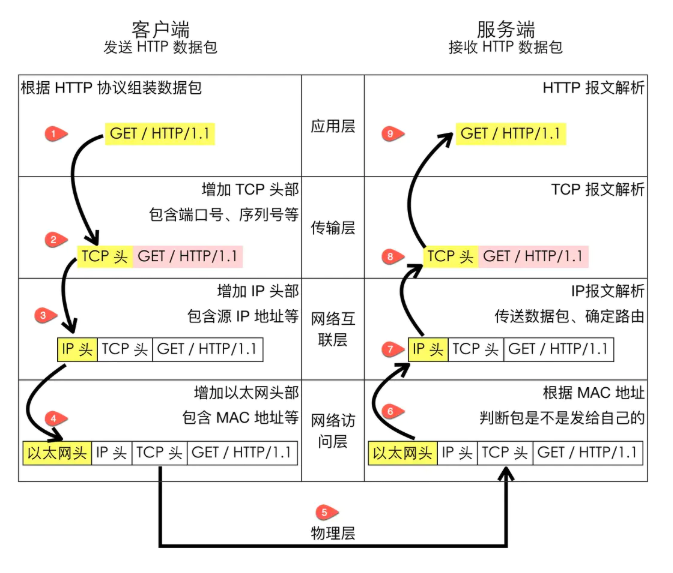 客户端
发送 HTTP 数据包
服务端
接收 HTTP 数据包
根据 HTTP 协议组装数据包
1
GET / HTTP/1.1
应用层
HTTP 报文解析
9
GET / HTTP/1.1
增加 TCP 头部
包含端口号、序列号等
2
TCP 头 GET / HTTP/1.1
传输层
TCP 报文解析
8
TCP 头 GET / HTTP/1.1
增加 IP 头部
包含源 IP 地址等
3
IP 头 TCP 头 GET / HTTP/1.1
网络互
联层
IP报文解析
传送数据包、确定路由
7
IP 头 TCP 头 GET / HTTP/1.1
增加以太网头部
包含 MAC 地址等
4
以太网头 IP 头 TCP 头 GET / HTTP/1.1
网络访
问层
根据 MAC 地址
判断包是不是发给自己的
6
以太网头 IP 头 TCP 头 GET / HTTP/1.1
5
物理层